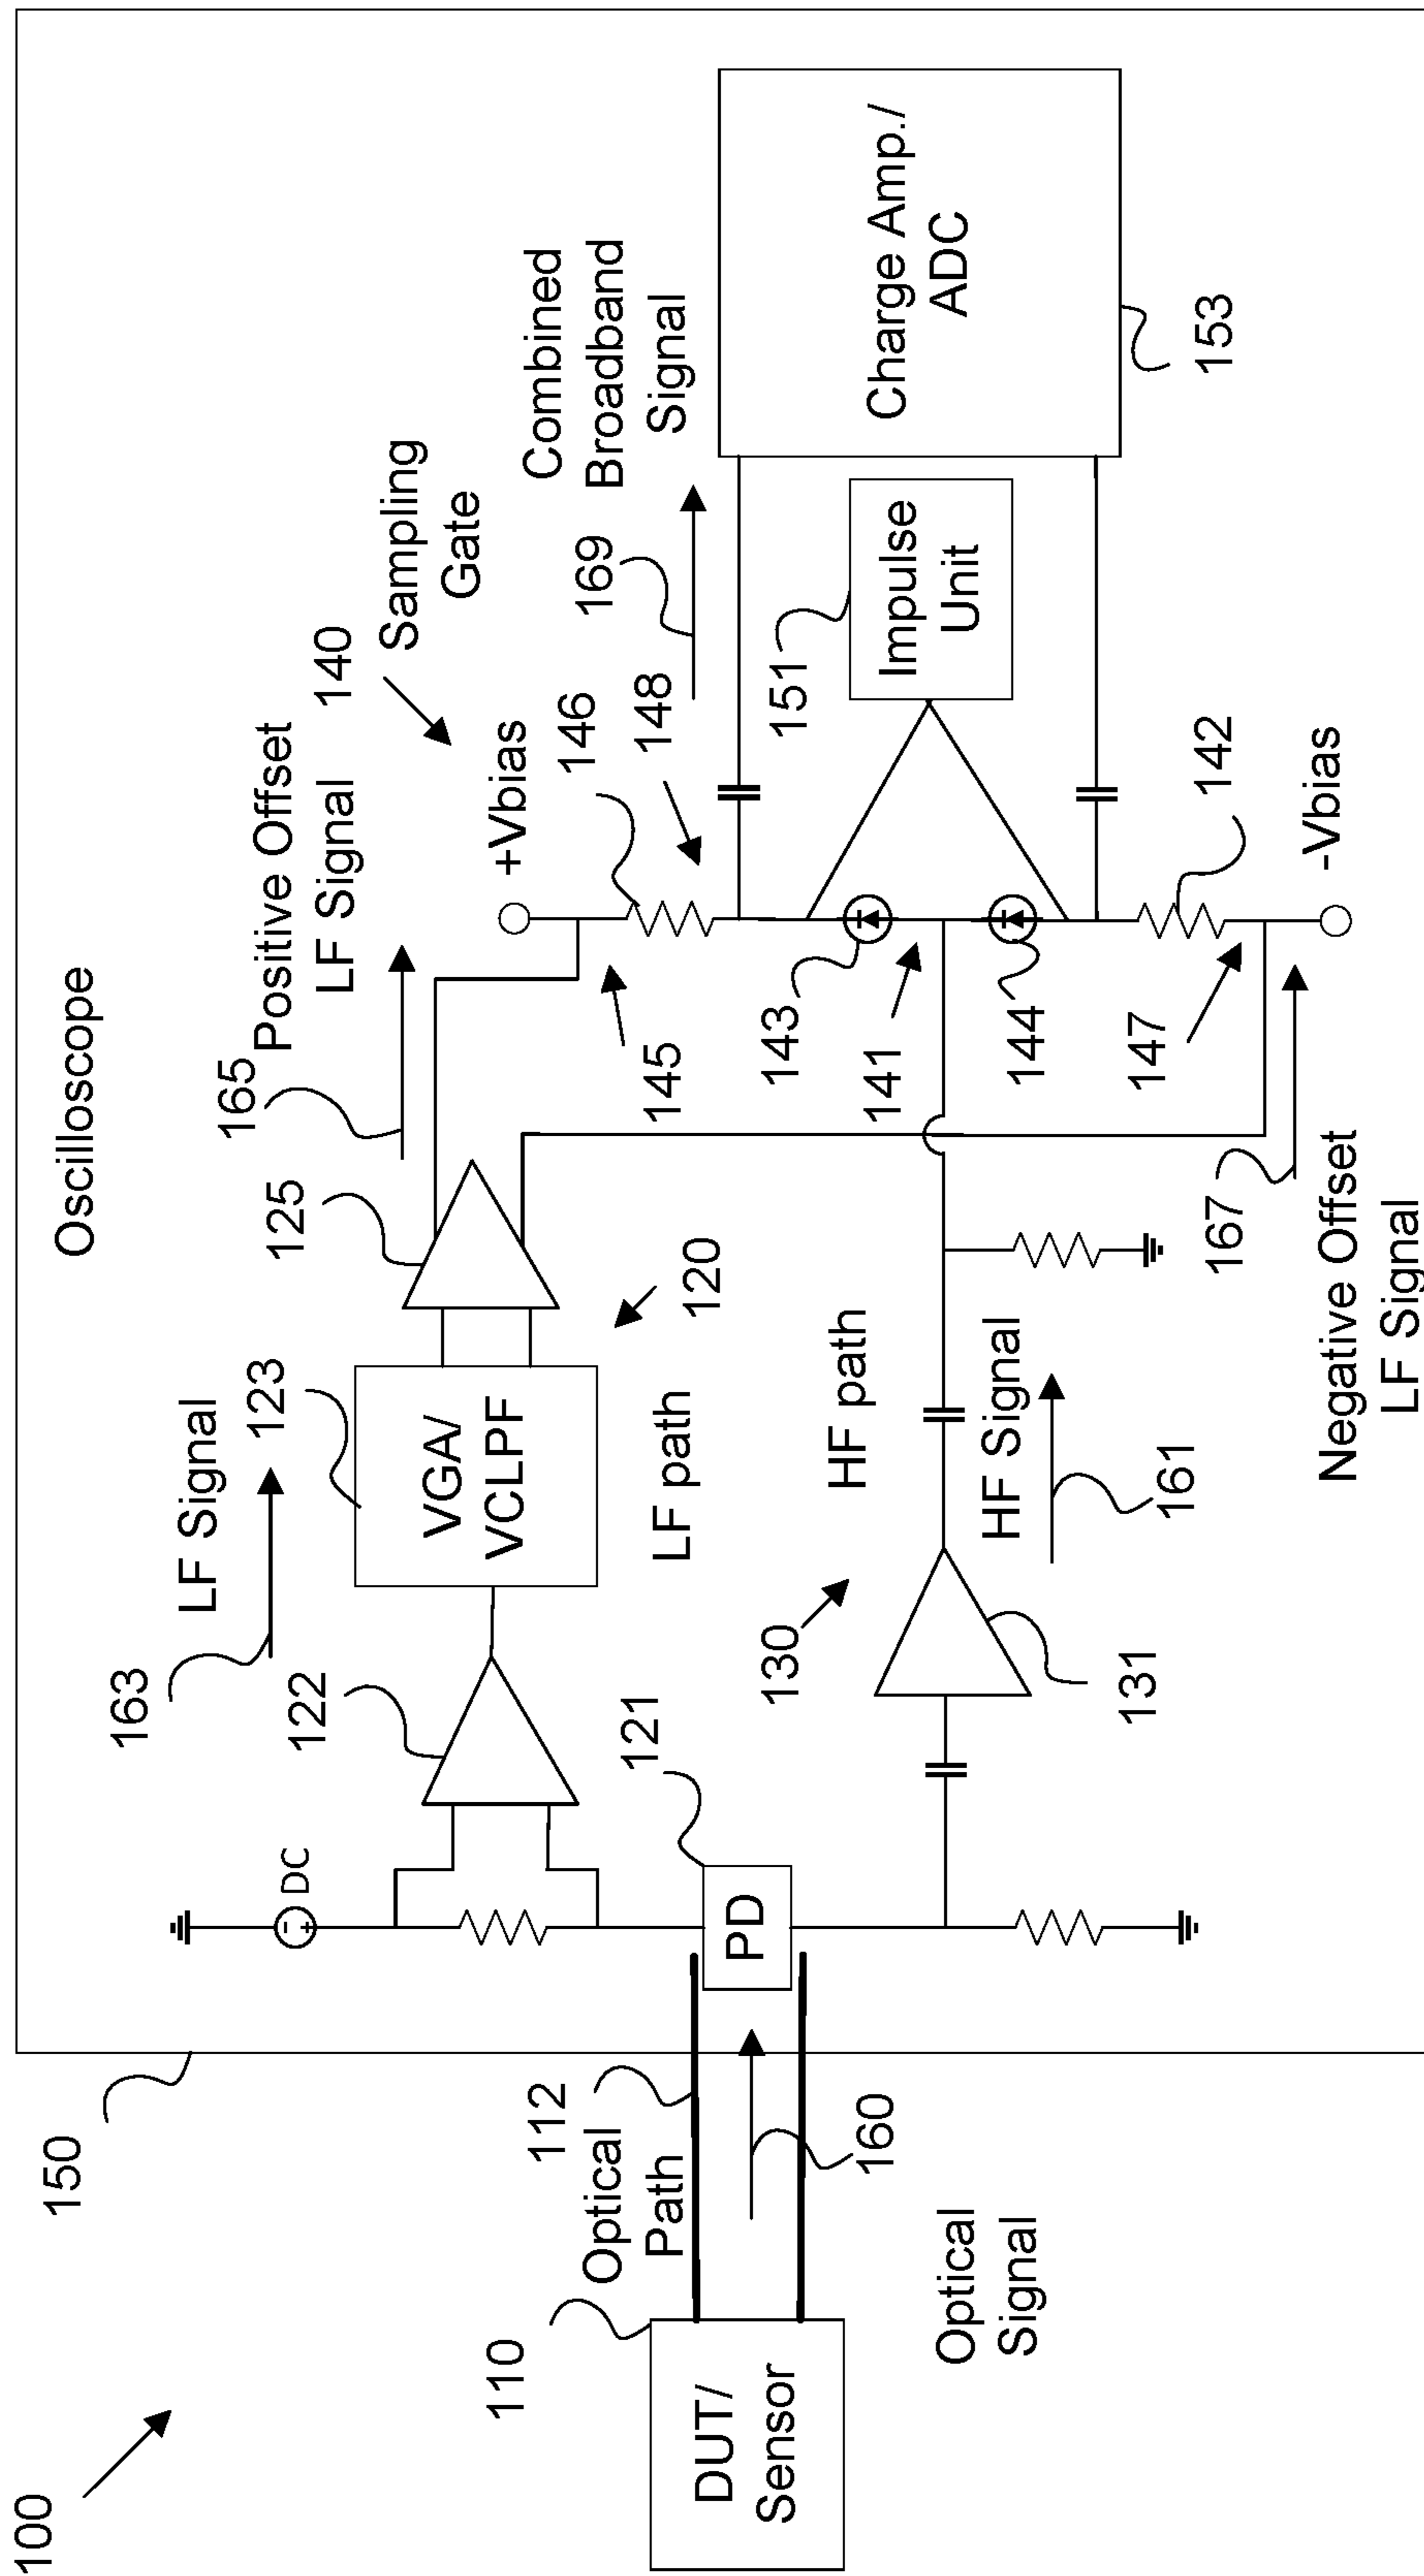 100
150
Oscilloscope
110
DUT/
Sensor
Optical
Path
112
160
Optical
Signal
PD
121
DC
163
LF Signal
122
123
VGA/
VCLPF
LF path
120
125
165
Positive Offset
LF Signal
130
131
HF path
HF Signal
161
167
Negative Offset
LF Signal
140
Sampling
Gate
+Vbias
145
146
148
143
141
144
147
142
-Vbias
169
Combined
Broadband
Signal
151
Impulse
Unit
Charge Amp./
ADC
153